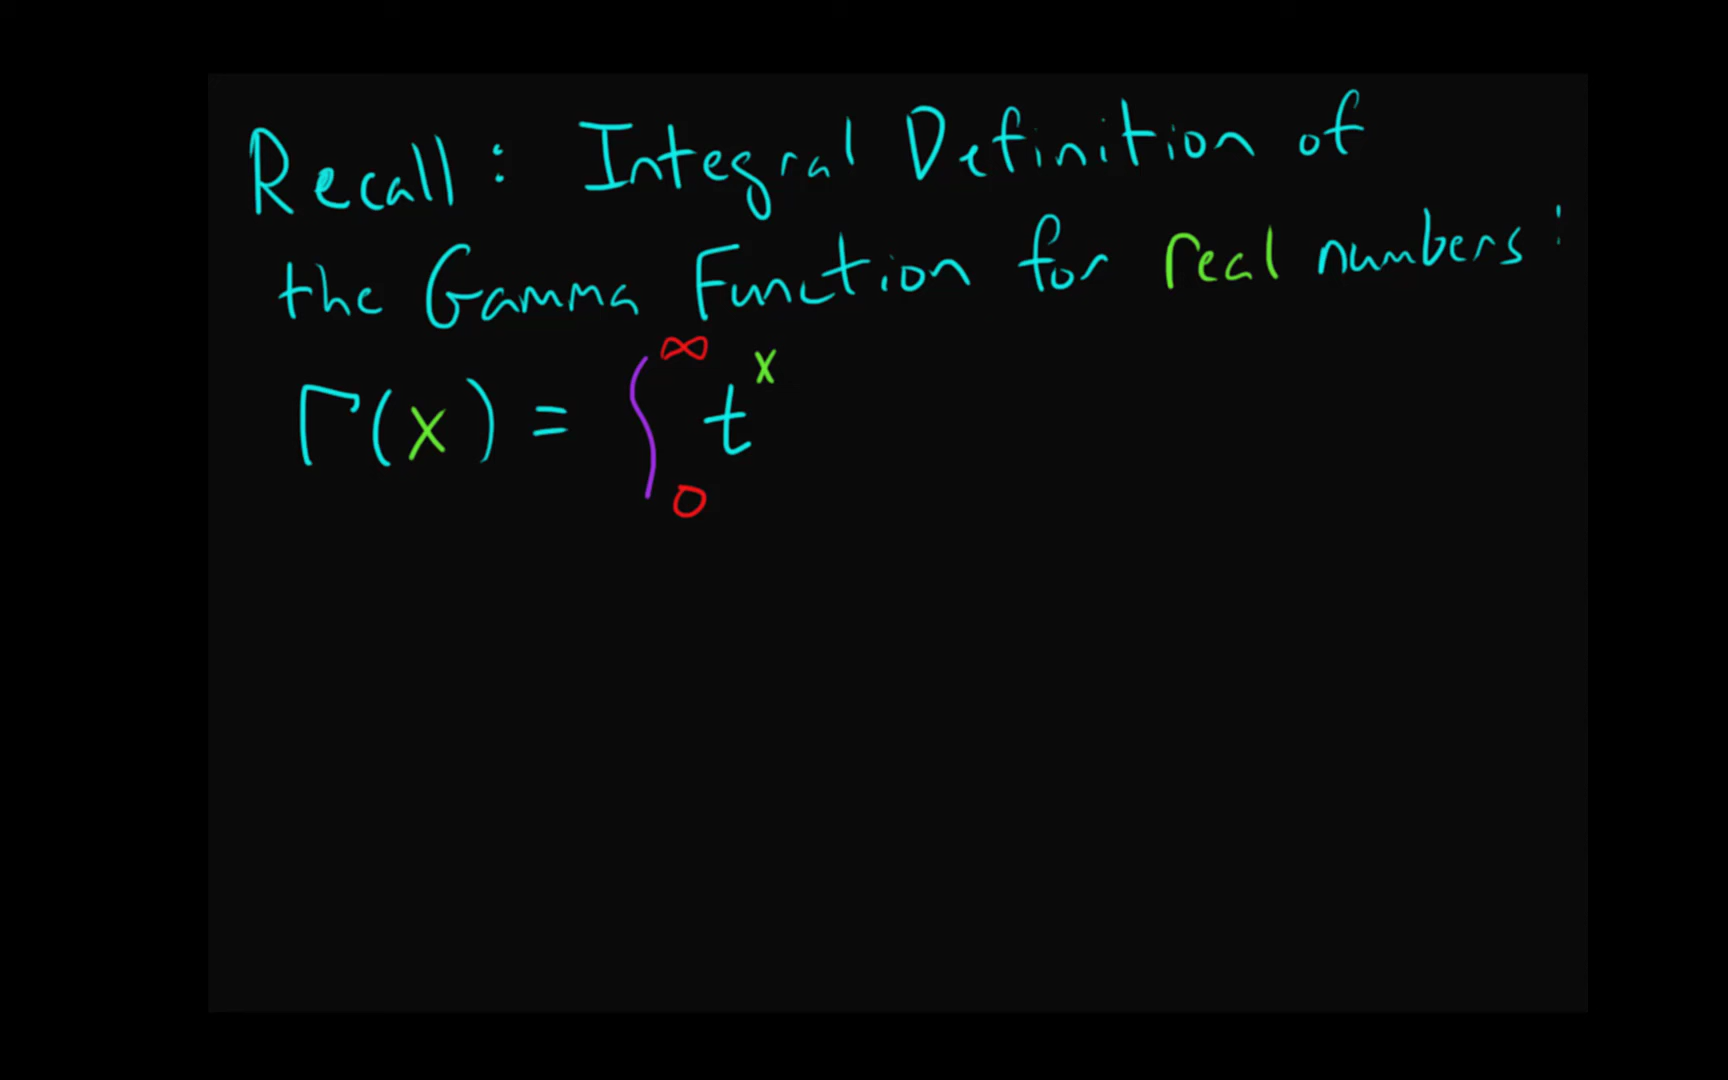 Recall: Integral Definition of
the Gamma Function for real numbers:
Γ(x) = ∫₀^∞ t^x